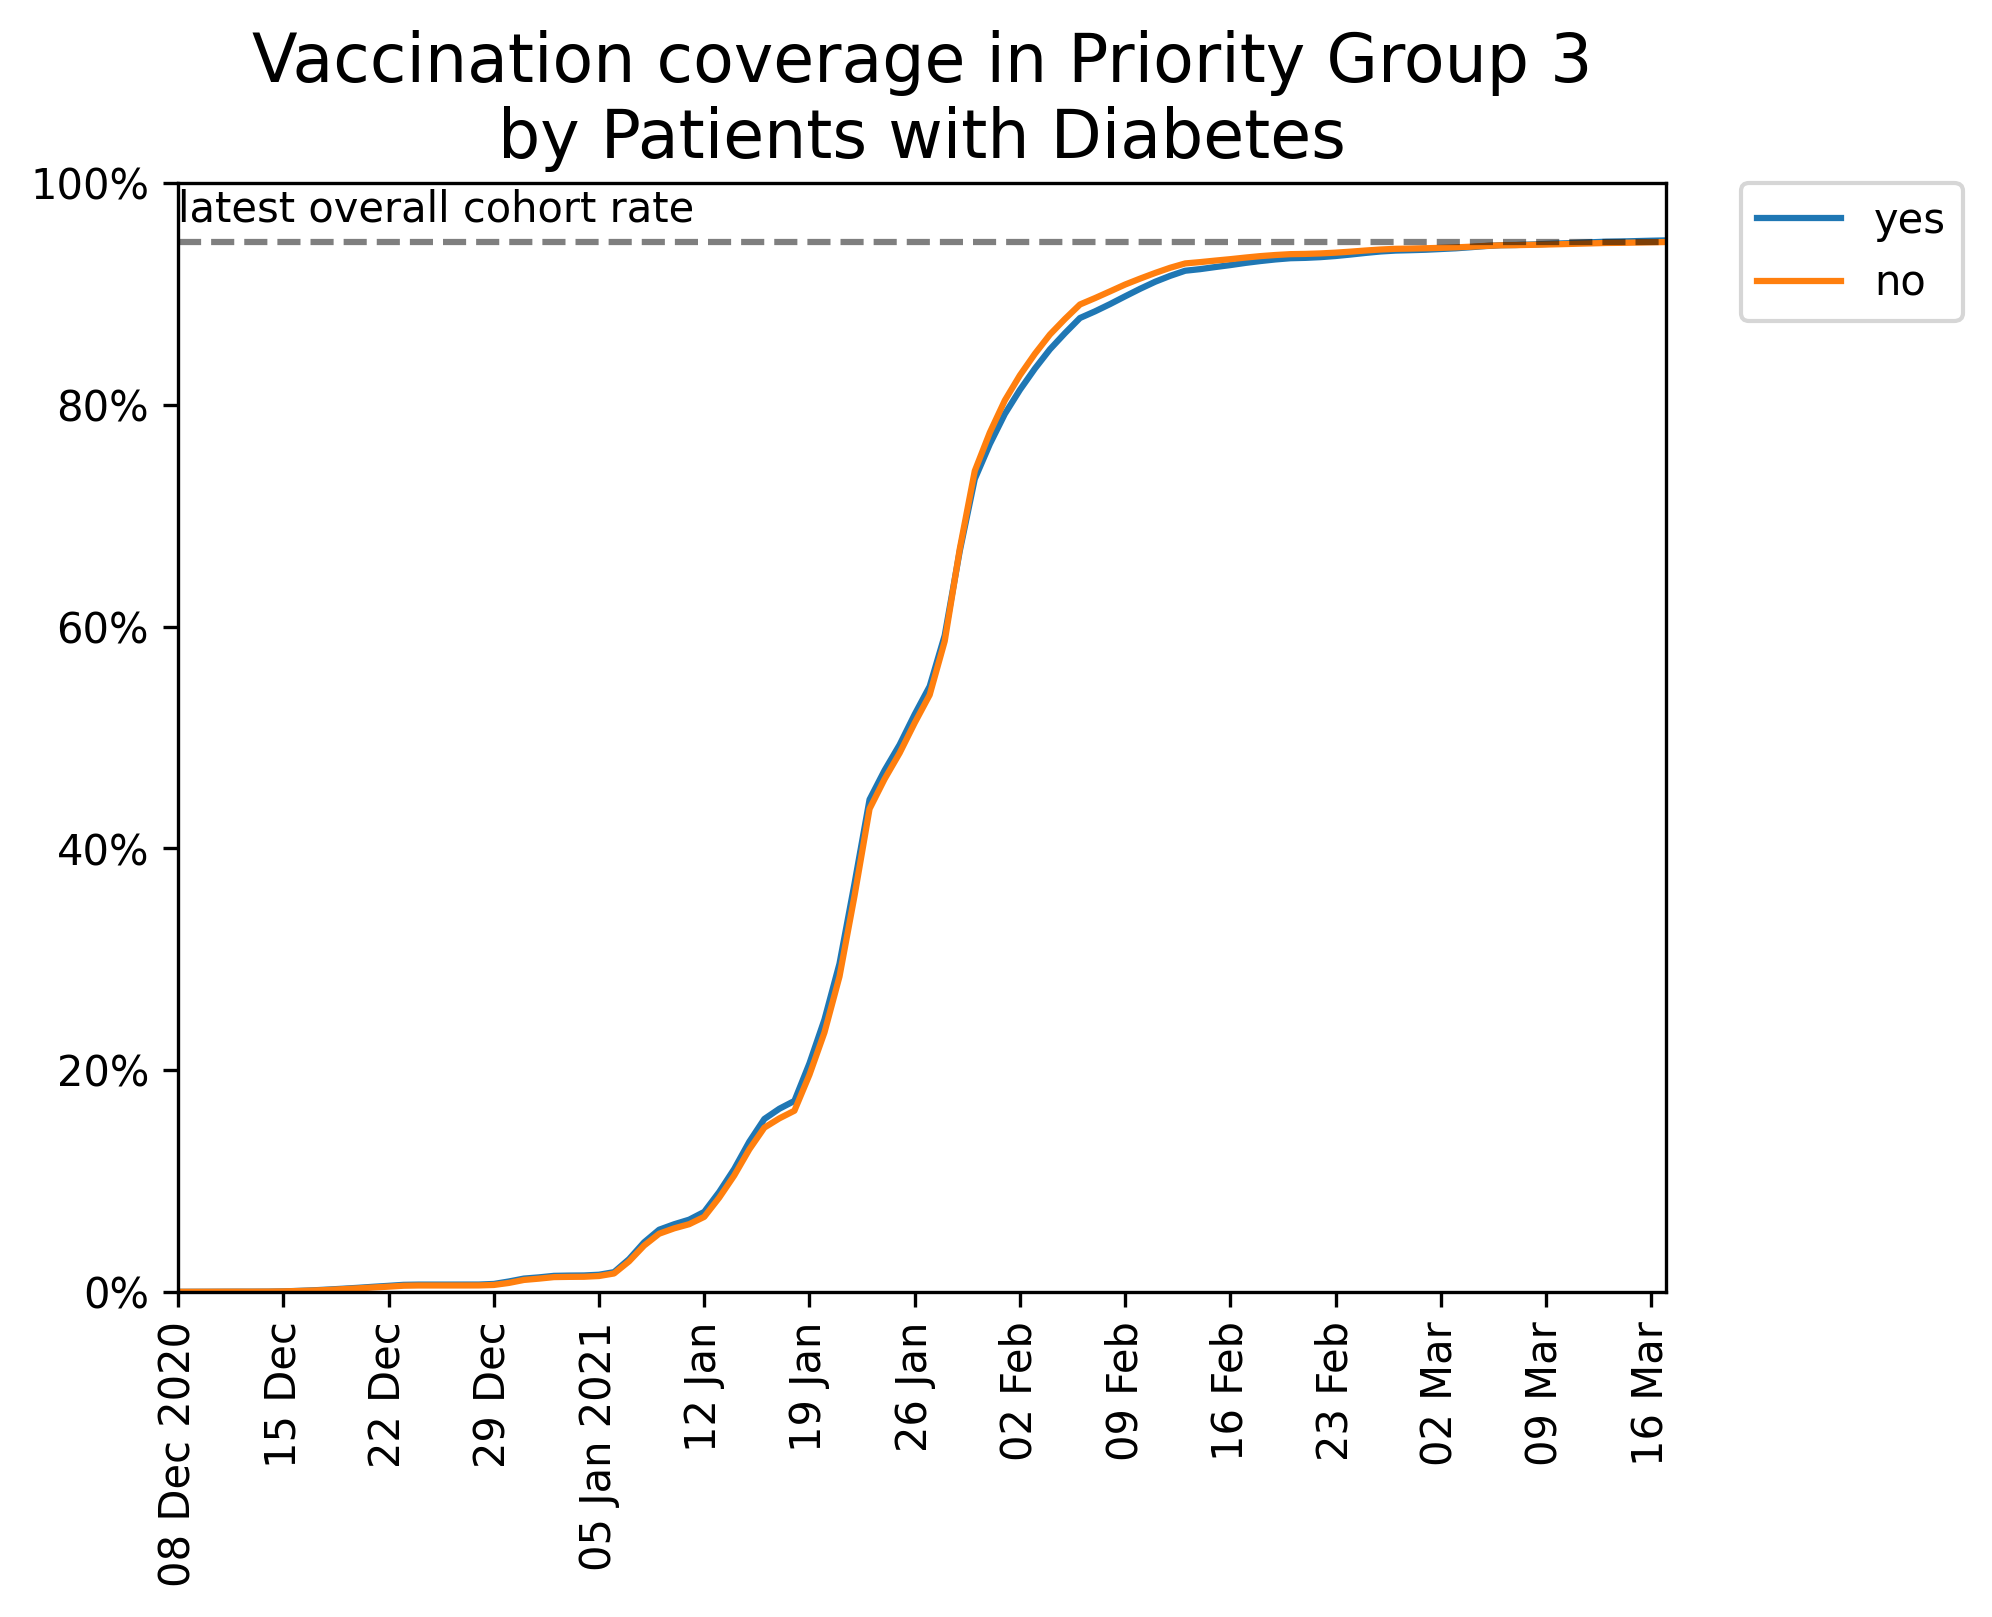 Vaccination coverage in Priority Group 3
by Patients with Diabetes
100%
80%
60%
40%
20%
0%
latest overall cohort rate
yes
no
08 Dec 2020
15 Dec
22 Dec
29 Dec
05 Jan 2021
12 Jan
19 Jan
26 Jan
02 Feb
09 Feb
16 Feb
23 Feb
02 Mar
09 Mar
16 Mar